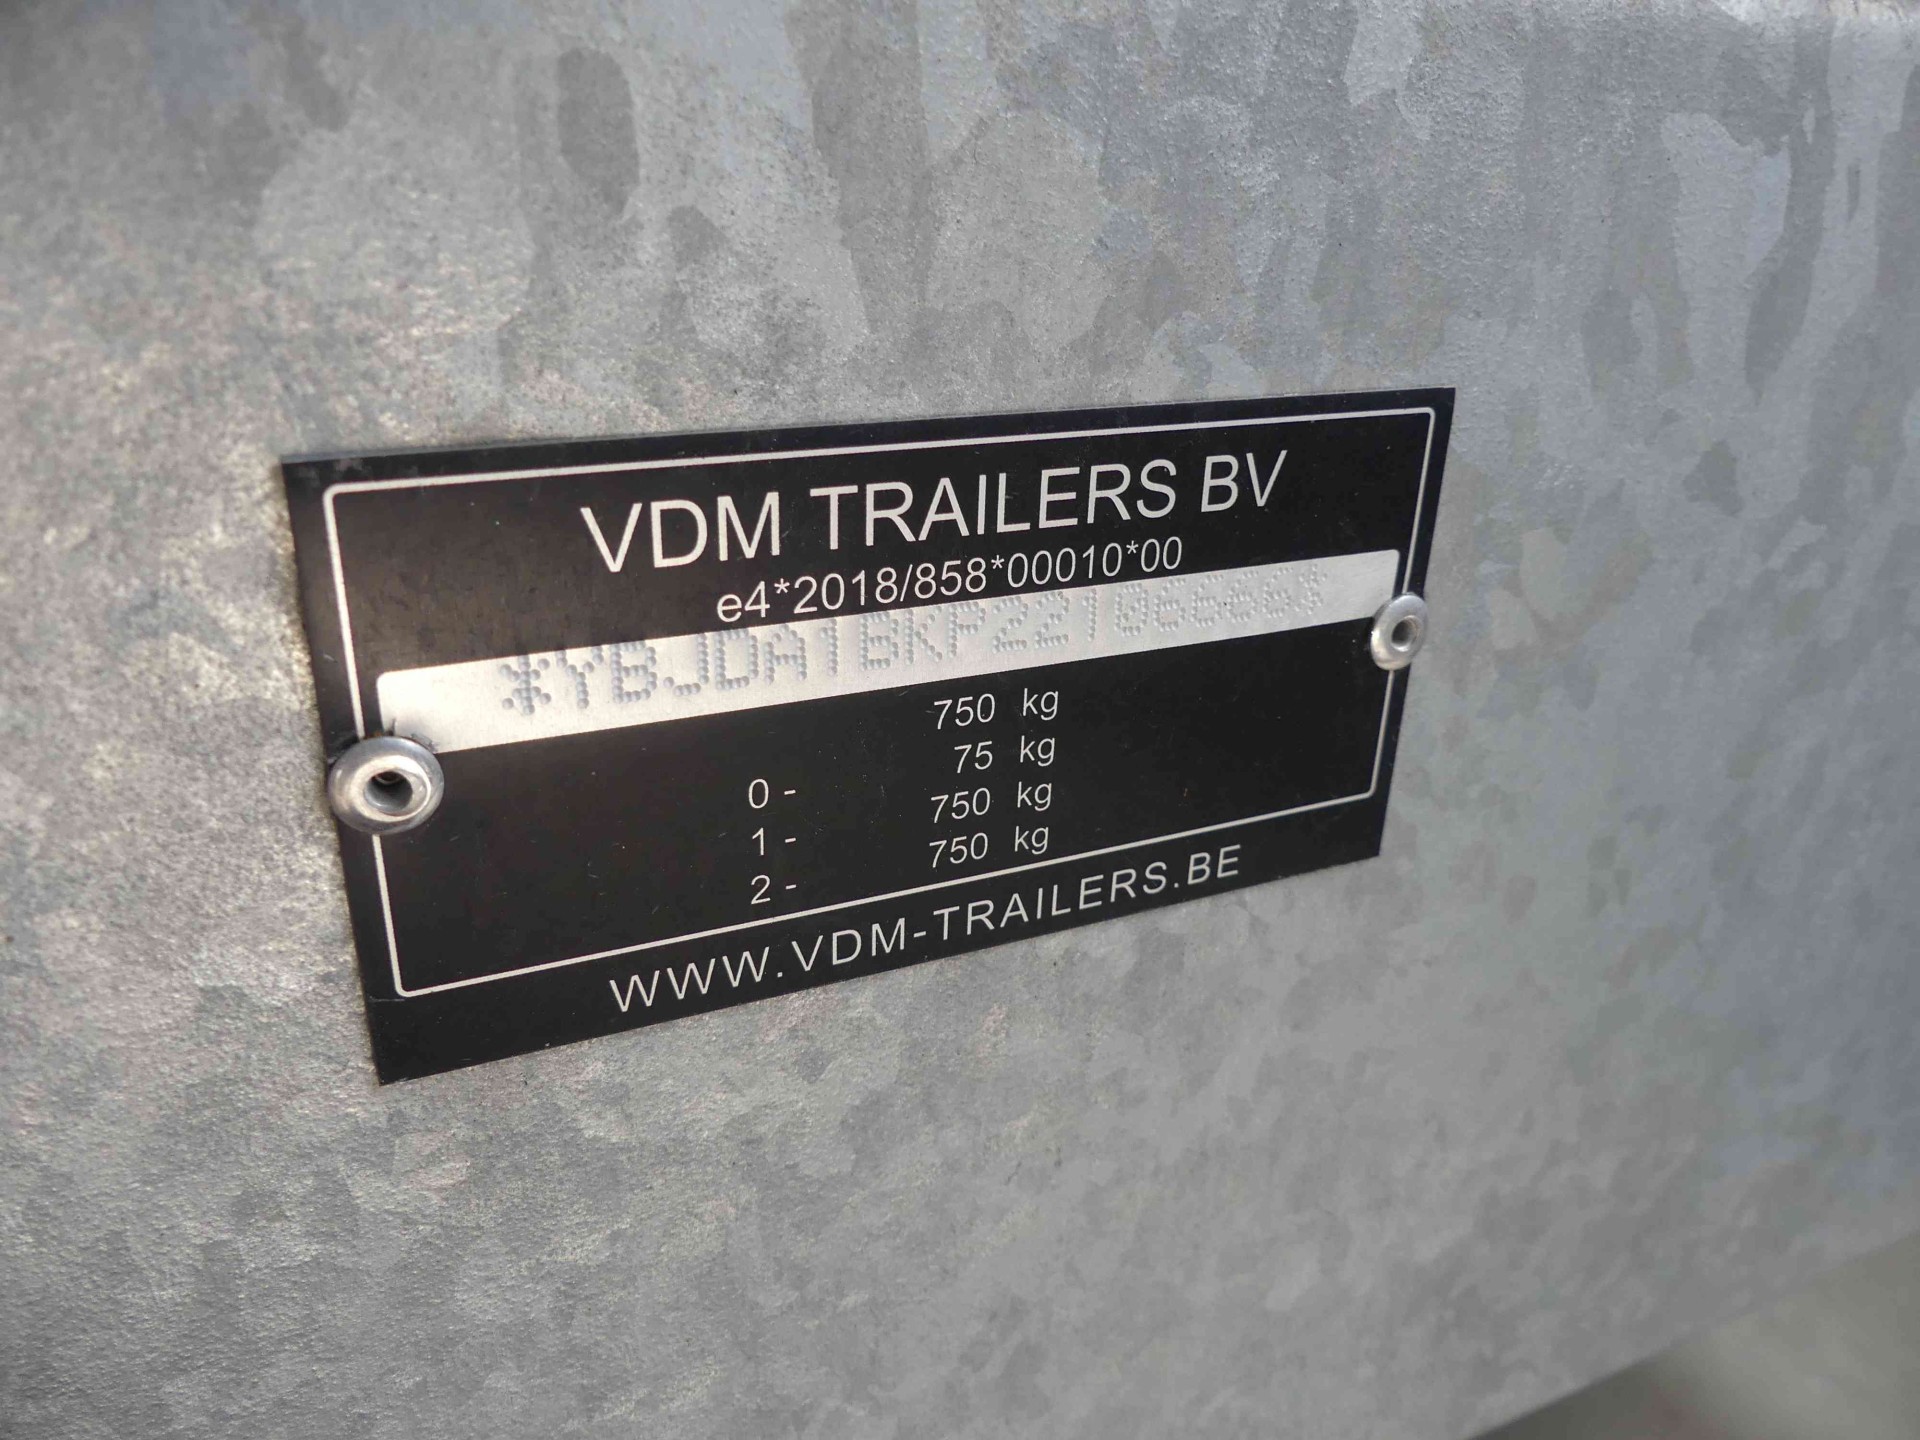 VDM TRAILERS BV
e4*2018/858*00010*00
*YBJDA1BKP22106666*
750 kg
0 - 75 kg
1 - 750 kg
2 - 750 kg
WWW.VDM-TRAILERS.BE